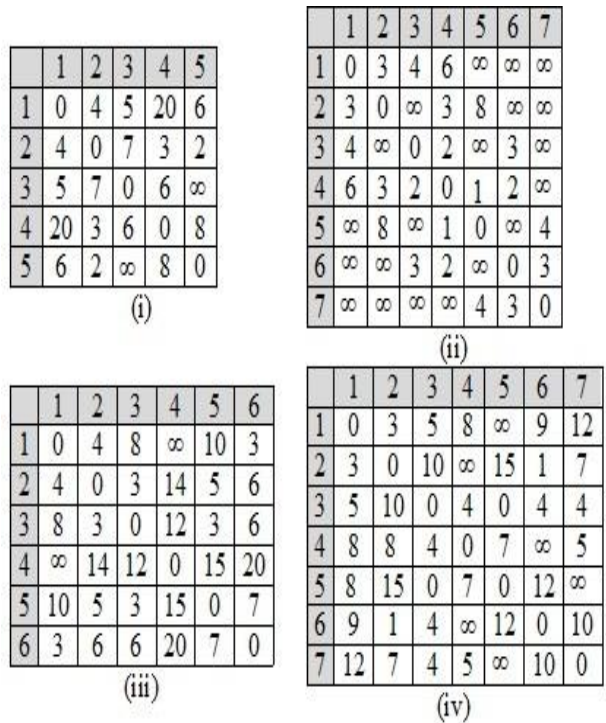 1 2 3 4 5
1 0 4 5 20 6
2 4 0 7 3 2
3 5 7 0 6 ∞
4 20 3 6 0 8
5 6 2 ∞ 8 0
(i)
1 2 3 4 5 6 7
1 0 3 4 6 ∞ ∞ ∞
2 3 0 ∞ 3 8 ∞ ∞
3 4 ∞ 0 2 ∞ 3 ∞
4 6 3 2 0 1 2 ∞
5 ∞ 8 ∞ 1 0 ∞ 4
6 ∞ ∞ 3 2 ∞ 0 3
7 ∞ ∞ ∞ ∞ 4 3 0
(ii)
1 2 3 4 5 6
1 0 4 8 ∞ 10 3
2 4 0 3 14 5 6
3 8 3 0 12 3 6
4 ∞ 14 12 0 15 20
5 10 5 3 15 0 7
6 3 6 6 20 7 0
(iii)
1 2 3 4 5 6 7
1 0 3 5 8 ∞ 9 12
2 3 0 10 ∞ 15 1 7
3 5 10 0 4 0 4 4
4 8 8 4 0 7 ∞ 5
5 8 15 0 7 0 12 ∞
6 9 1 4 ∞ 12 0 10
7 12 7 4 5 ∞ 10 0
(iv)